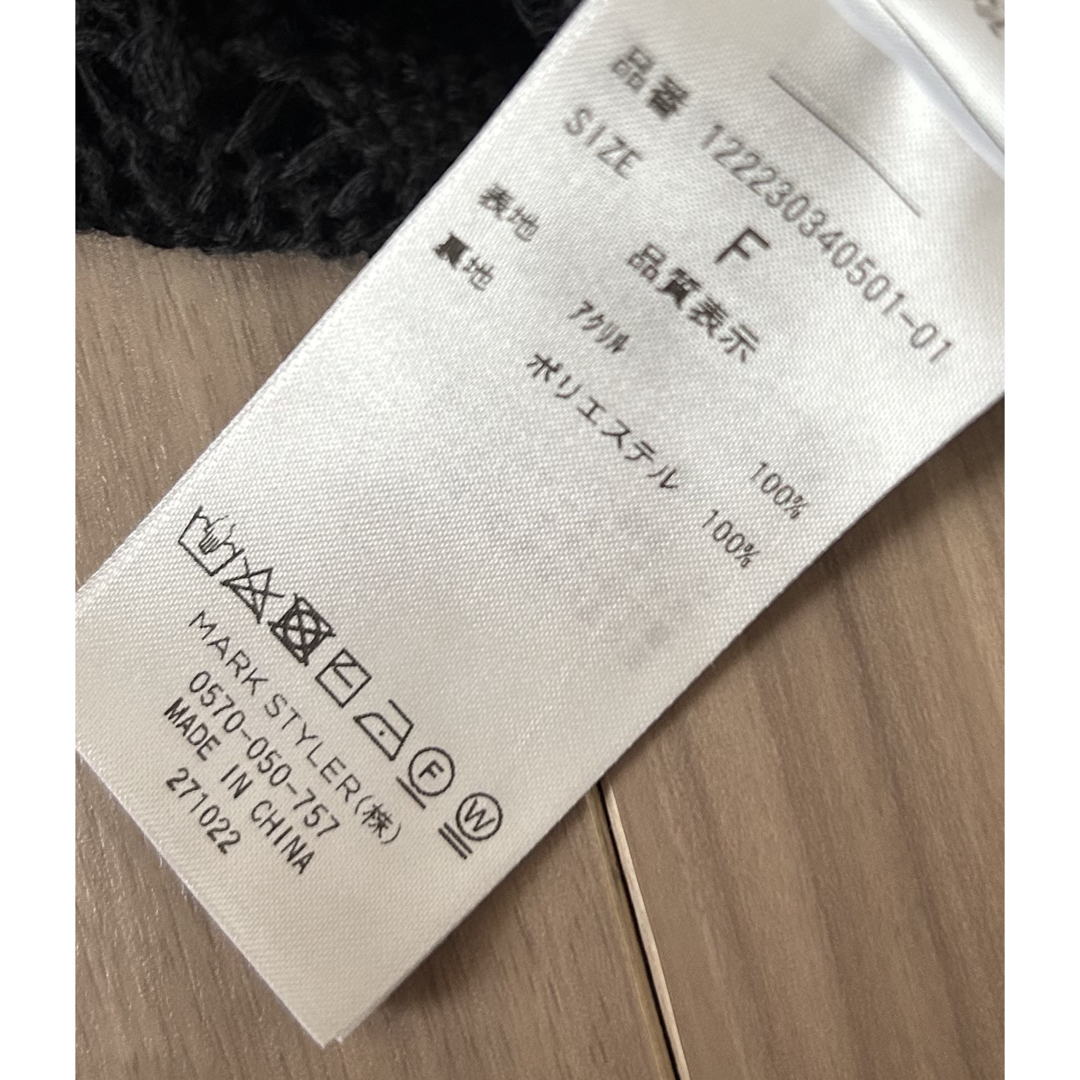 品番 122230340501-01
SIZE F
品質表示
表地 アクリル 100%
裏地 ポリエステル 100%
F W
MARK STYLER(株)
0570-050-757
MADE IN CHINA
271022